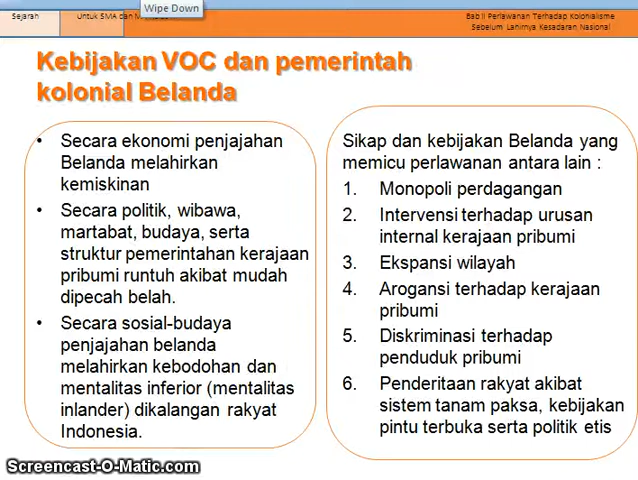 Wipe Down
Sejarah
Untuk SMA dan M
Bab II Perlawanan Terhadap Kolonialisme
Sebelum Lahirnya Kesadaran Nasional
Kebijakan VOC dan pemerintah
kolonial Belanda
• Secara ekonomi penjajahan
Belanda melahirkan
kemiskinan
• Secara politik, wibawa,
martabat, budaya, serta
struktur pemerintahan kerajaan
pribumi runtuh akibat mudah
dipecah belah.
• Secara sosial-budaya
penjajahan belanda
melahirkan kebodohan dan
mentalitas inferior (mentalitas
inlander) dikalangan rakyat
Indonesia.
Sikap dan kebijakan Belanda yang
memicu perlawanan antara lain :
1. Monopoli perdagangan
2. Intervensi terhadap urusan
internal kerajaan pribumi
3. Ekspansi wilayah
4. Arogansi terhadap kerajaan
pribumi
5. Diskriminasi terhadap
penduduk pribumi
6. Penderitaan rakyat akibat
sistem tanam paksa, kebijakan
pintu terbuka serta politik etis
Screencast-O-Matic.com